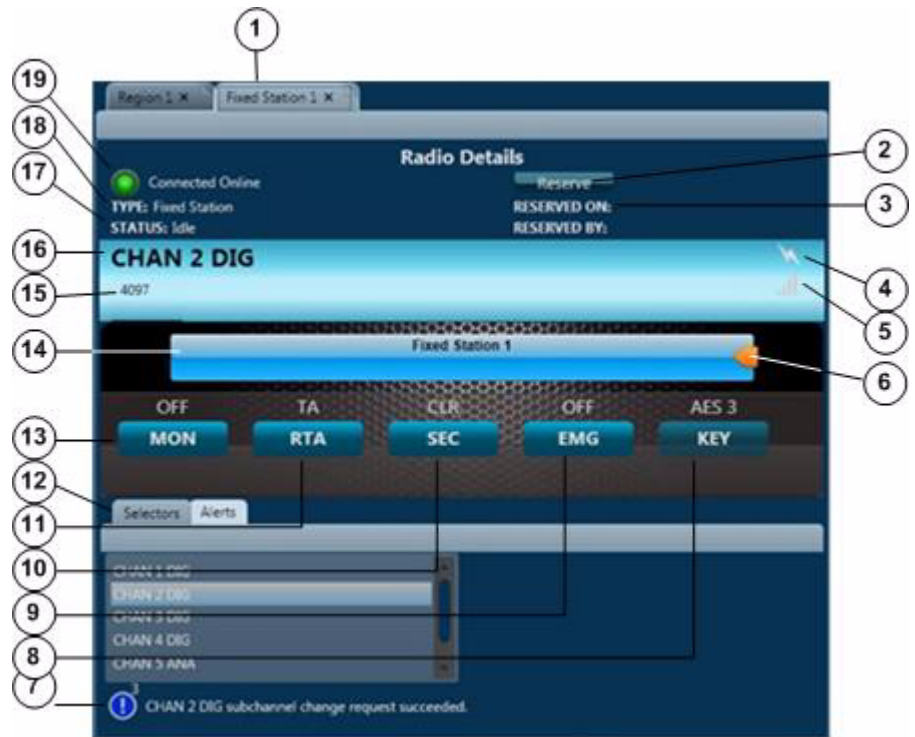 1
Region 1 × Fixed Station 1 ×
19
18
17
16
15
14
13
12
11
10
9
8
7
2
3
4
5
6
Radio Details
Connected Online
Reserve
TYPE: Fixed Station
RESERVED ON:
STATUS: Idle
RESERVED BY:
CHAN 2 DIG
4097
Fixed Station 1
OFF TA CLR OFF AES 3
MON RTA SEC EMG KEY
Selectors Alerts
CHAN 1 DIG
CHAN 2 DIG
CHAN 3 DIG
CHAN 4 DIG
CHAN 5 ANA
3
CHAN 2 DIG subchannel change request succeeded.